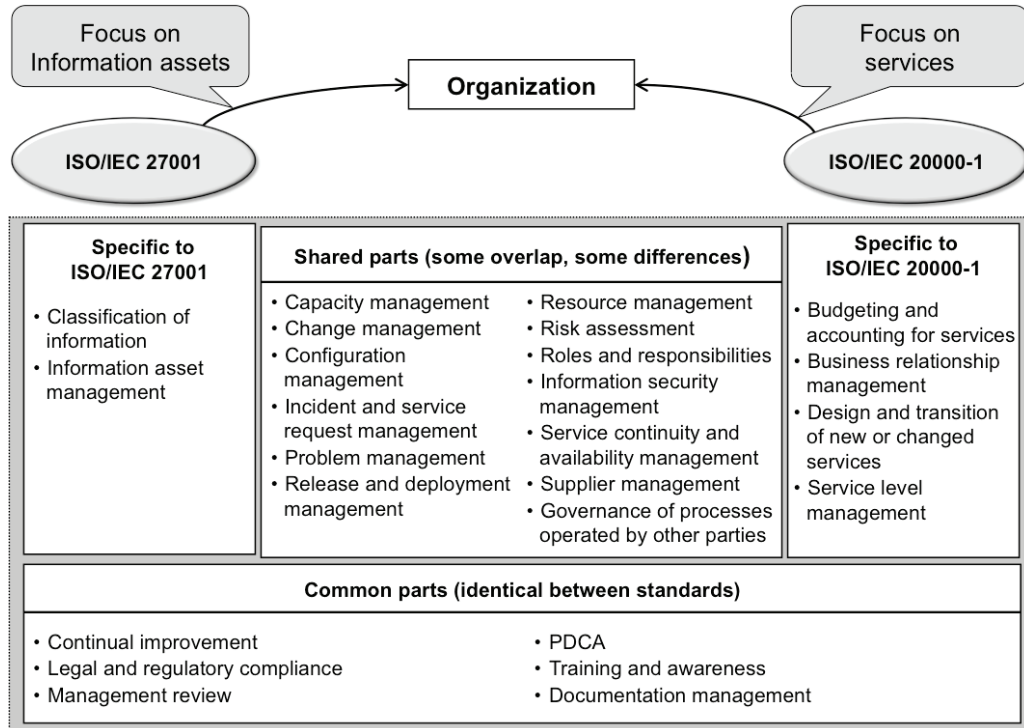 Focus on
Information assets
Focus on
services
Organization
ISO/IEC 27001
ISO/IEC 20000-1
Specific to
ISO/IEC 27001
• Classification of
information
• Information asset
management
Shared parts (some overlap, some differences)
• Capacity management
• Change management
• Configuration
management
• Incident and service
request management
• Problem management
• Release and deployment
management
• Resource management
• Risk assessment
• Roles and responsibilities
• Information security
management
• Service continuity and
availability management
• Supplier management
• Governance of processes
operated by other parties
Specific to
ISO/IEC 20000-1
• Budgeting and
accounting for services
• Business relationship
management
• Design and transition
of new or changed
services
• Service level
management
Common parts (identical between standards)
• Continual improvement
• Legal and regulatory compliance
• Management review
• PDCA
• Training and awareness
• Documentation management